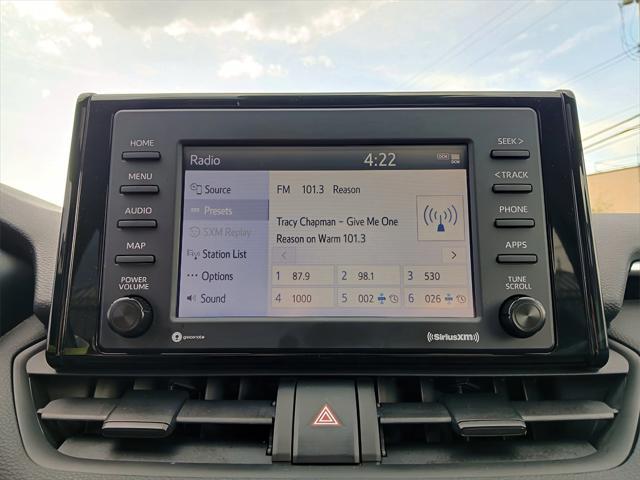 HOME
MENU
AUDIO
MAP
POWER
VOLUME
Radio 4:22 DCM DCM
Source
Presets
SXM Replay
Station List
Options
Sound
FM 101.3 Reason
Tracy Chapman - Give Me One
Reason on Warm 101.3
1 87.9 2 98.1 3 530
4 1000 5 002 6 026
SEEK >
< TRACK
PHONE
APPS
TUNE
SCROLL
gracenote
SiriusXM